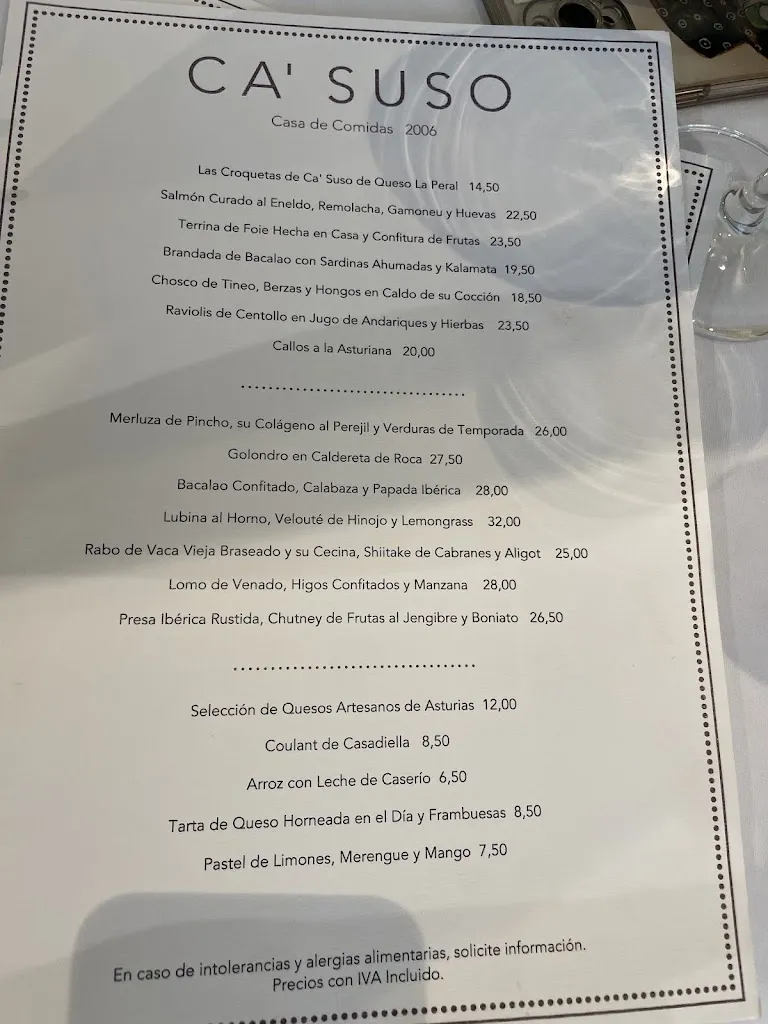 CA' SUSO
Casa de Comidas 2006
Las Croquetas de Ca' Suso de Queso La Peral 14,50
Salmón Curado al Eneldo, Remolacha, Gamoneu y Huevas 22,50
Terrina de Foie Hecha en Casa y Confitura de Frutas 23,50
Brandada de Bacalao con Sardinas Ahumadas y Kalamata 19,50
Chosco de Tineo, Berzas y Hongos en Caldo de su Cocción 18,50
Raviolis de Centollo en Jugo de Andariques y Hierbas 23,50
Callos a la Asturiana 20,00
Merluza de Pincho, su Colágeno al Perejil y Verduras de Temporada 26,00
Golondro en Caldereta de Roca 27,50
Bacalao Confitado, Calabaza y Papada Ibérica 28,00
Lubina al Horno, Velouté de Hinojo y Lemongrass 32,00
Rabo de Vaca Vieja Braseado y su Cecina, Shiitake de Cabranes y Aligot 25,00
Lomo de Venado, Higos Confitados y Manzana 28,00
Presa Ibérica Rustida, Chutney de Frutas al Jengibre y Boniato 26,50
Selección de Quesos Artesanos de Asturias 12,00
Coulant de Casadiella 8,50
Arroz con Leche de Caserío 6,50
Tarta de Queso Horneada en el Día y Frambuesas 8,50
Pastel de Limones, Merengue y Mango 7,50
En caso de intolerancias y alergias alimentarias, solicite información.
Precios con IVA Incluido.